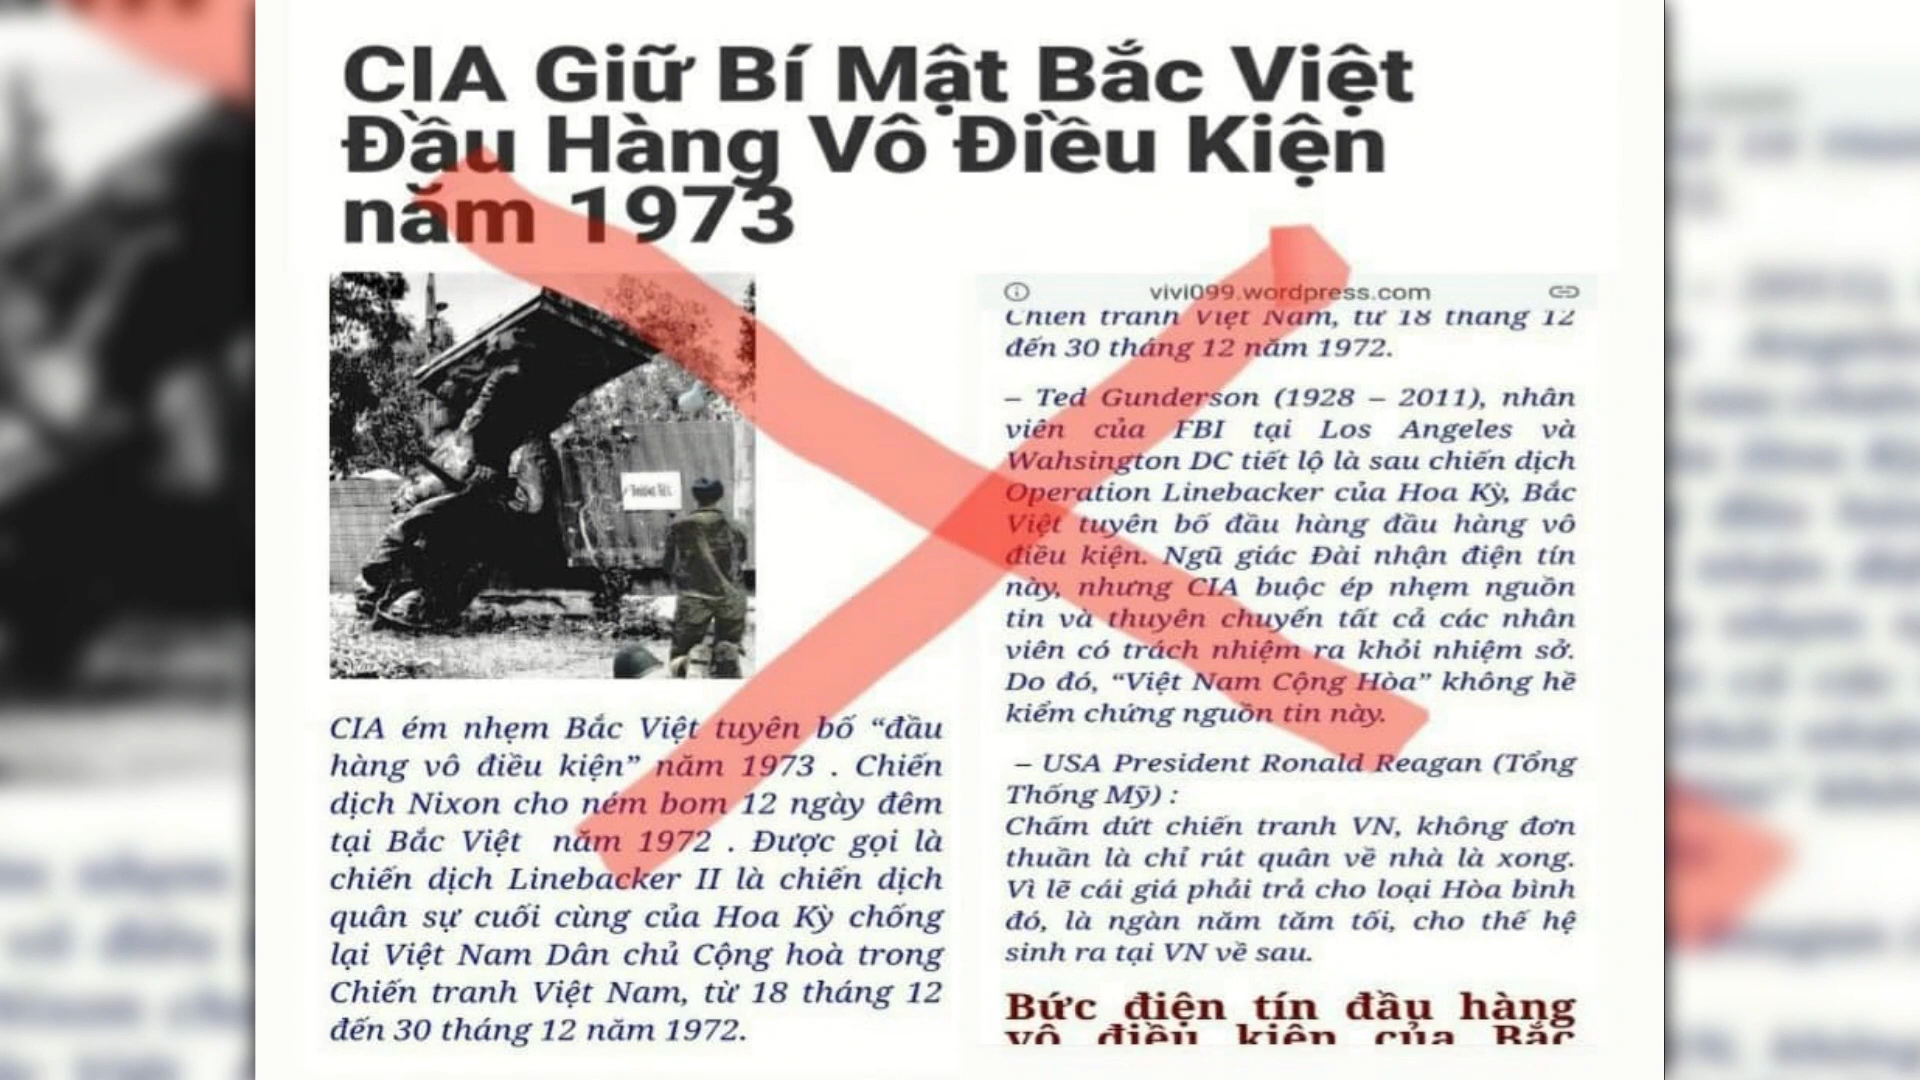 CIA Giữ Bí Mật Bắc Việt
Đầu Hàng Vô Điều Kiện
năm 1973
CIA ém nhẹm Bắc Việt tuyên bố “đầu
hàng vô điều kiện” năm 1973 . Chiến
dịch Nixon cho ném bom 12 ngày đêm
tại Bắc Việt năm 1972 . Được gọi là
chiến dịch Linebacker II là chiến dịch
quân sự cuối cùng của Hoa Kỳ chống
lại Việt Nam Dân chủ Cộng hoà trong
Chiến tranh Việt Nam, từ 18 tháng 12
đến 30 tháng 12 năm 1972.
vivi099.wordpress.com
Chiến tranh Việt Nam, từ 18 tháng 12
đến 30 tháng 12 năm 1972.
– Ted Gunderson (1928 – 2011), nhân
viên của FBI tại Los Angeles và
Wahsington DC tiết lộ là sau chiến dịch
Operation Linebacker của Hoa Kỳ, Bắc
Việt tuyên bố đầu hàng đầu hàng vô
điều kiện. Ngũ giác Đài nhận điện tín
này, nhưng CIA buộc ép nhẹm nguồn
tin và thuyên chuyển tất cả các nhân
viên có trách nhiệm ra khỏi nhiệm sở.
Do đó, “Việt Nam Cộng Hòa” không hề
kiểm chứng nguồn tin này.
– USA President Ronald Reagan (Tổng
Thống Mỹ) :
Chấm dứt chiến tranh VN, không đơn
thuần là chỉ rút quân về nhà là xong.
Vì lẽ cái giá phải trả cho loại Hòa bình
đó, là ngàn năm tăm tối, cho thế hệ
sinh ra tại VN về sau.
Bức điện tín đầu hàng
vô điều kiện của Bắc